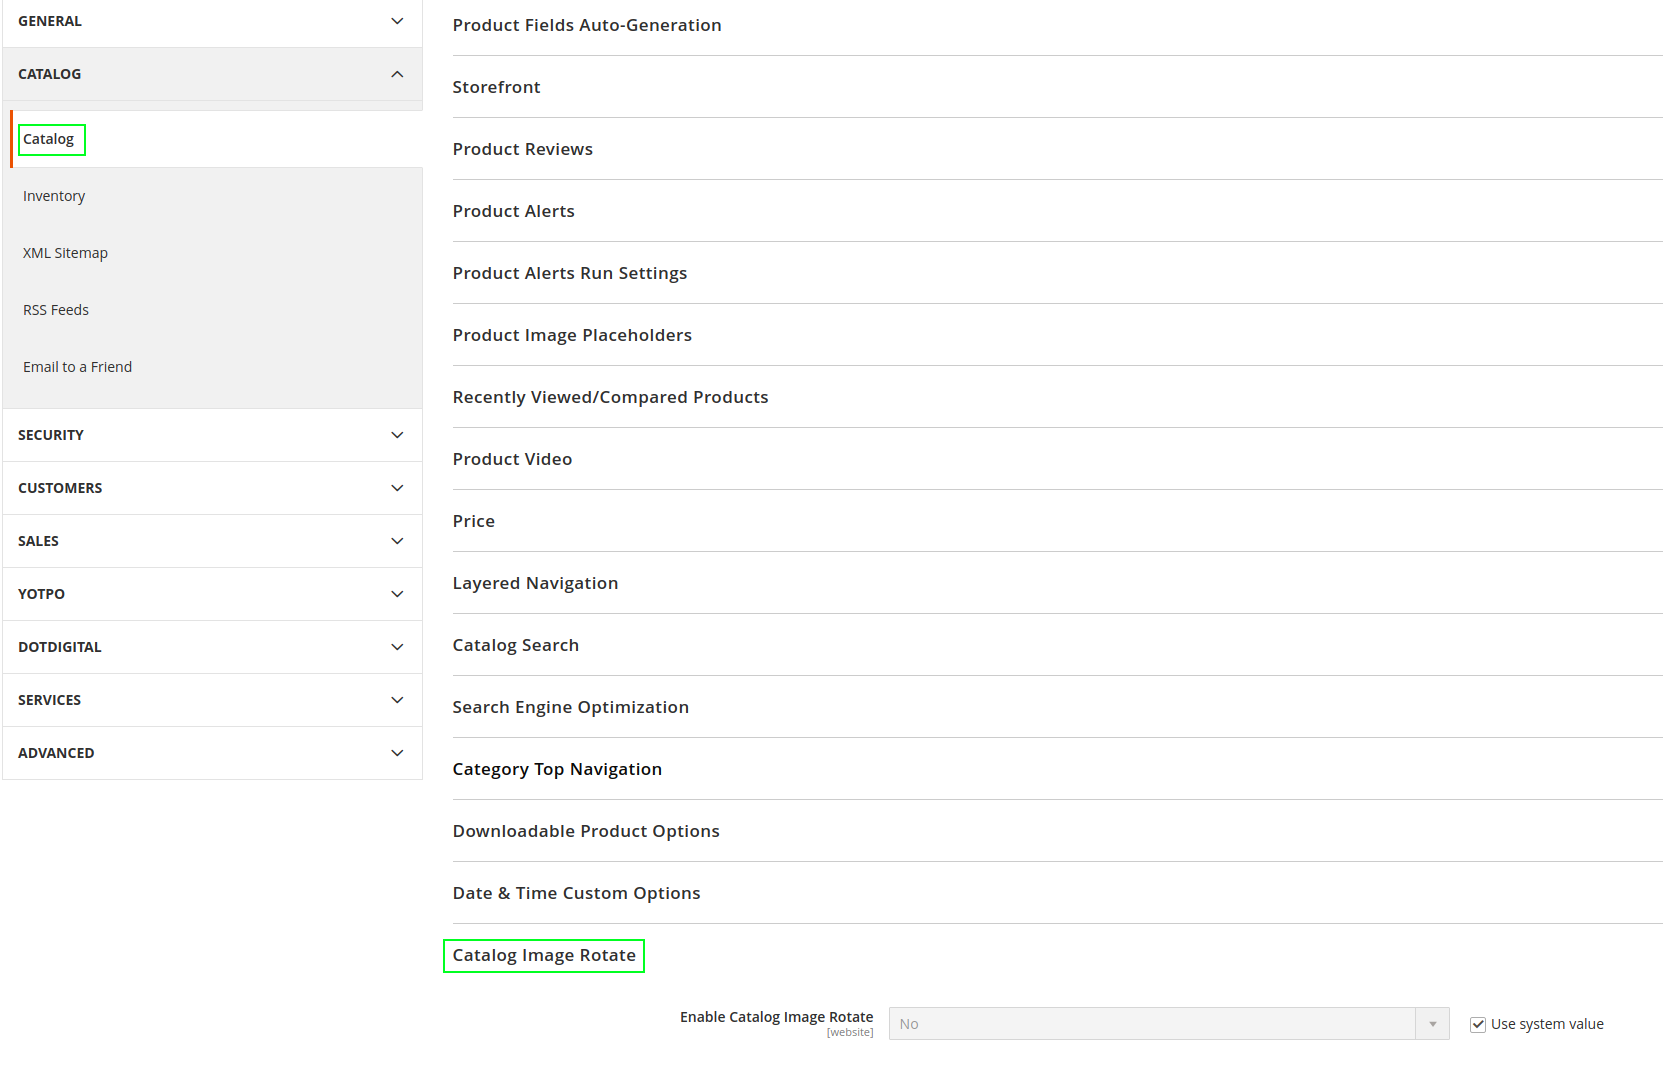 GENERAL
CATALOG
Catalog
Inventory
XML Sitemap
RSS Feeds
Email to a Friend
SECURITY
CUSTOMERS
SALES
YOTPO
DOTDIGITAL
SERVICES
ADVANCED
Product Fields Auto-Generation
Storefront
Product Reviews
Product Alerts
Product Alerts Run Settings
Product Image Placeholders
Recently Viewed/Compared Products
Product Video
Price
Layered Navigation
Catalog Search
Search Engine Optimization
Category Top Navigation
Downloadable Product Options
Date & Time Custom Options
Catalog Image Rotate
Enable Catalog Image Rotate
[website]
No
Use system value